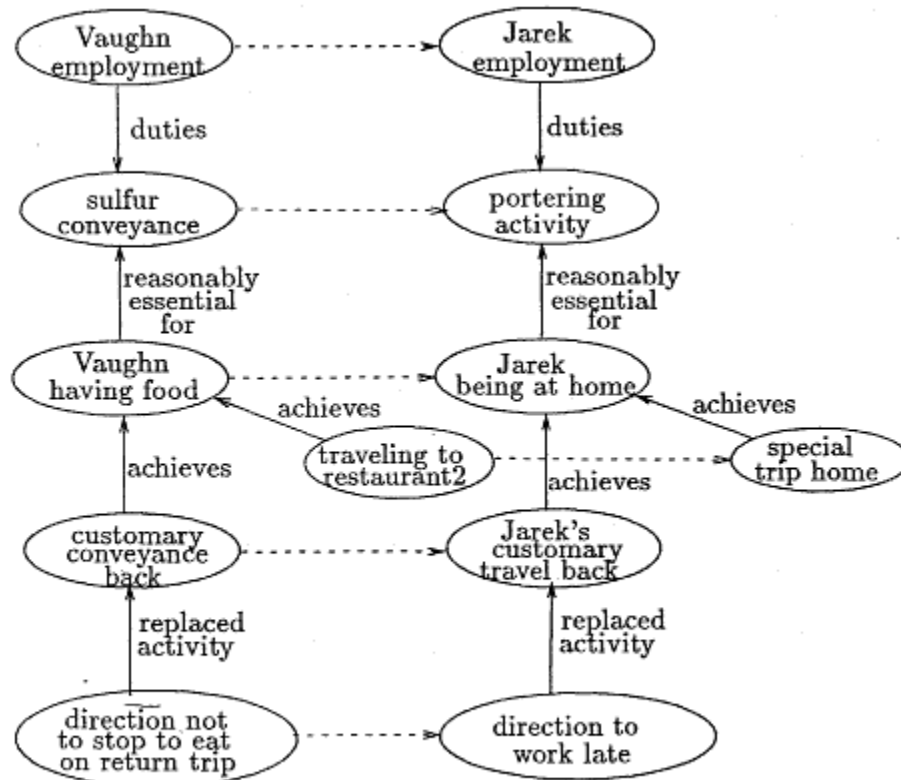 Vaughn
employment
Jarek
employment
duties
duties
sulfur
conveyance
portering
activity
reasonably
essential
for
reasonably
essential
for
Vaughn
having food
Jarek
being at home
achieves
achieves
traveling to
restaurant2
special
trip home
achieves
achieves
customary
conveyance
back
Jarek's
customary
travel back
replaced
activity
replaced
activity
direction not
to stop to eat
on return trip
direction to
work late